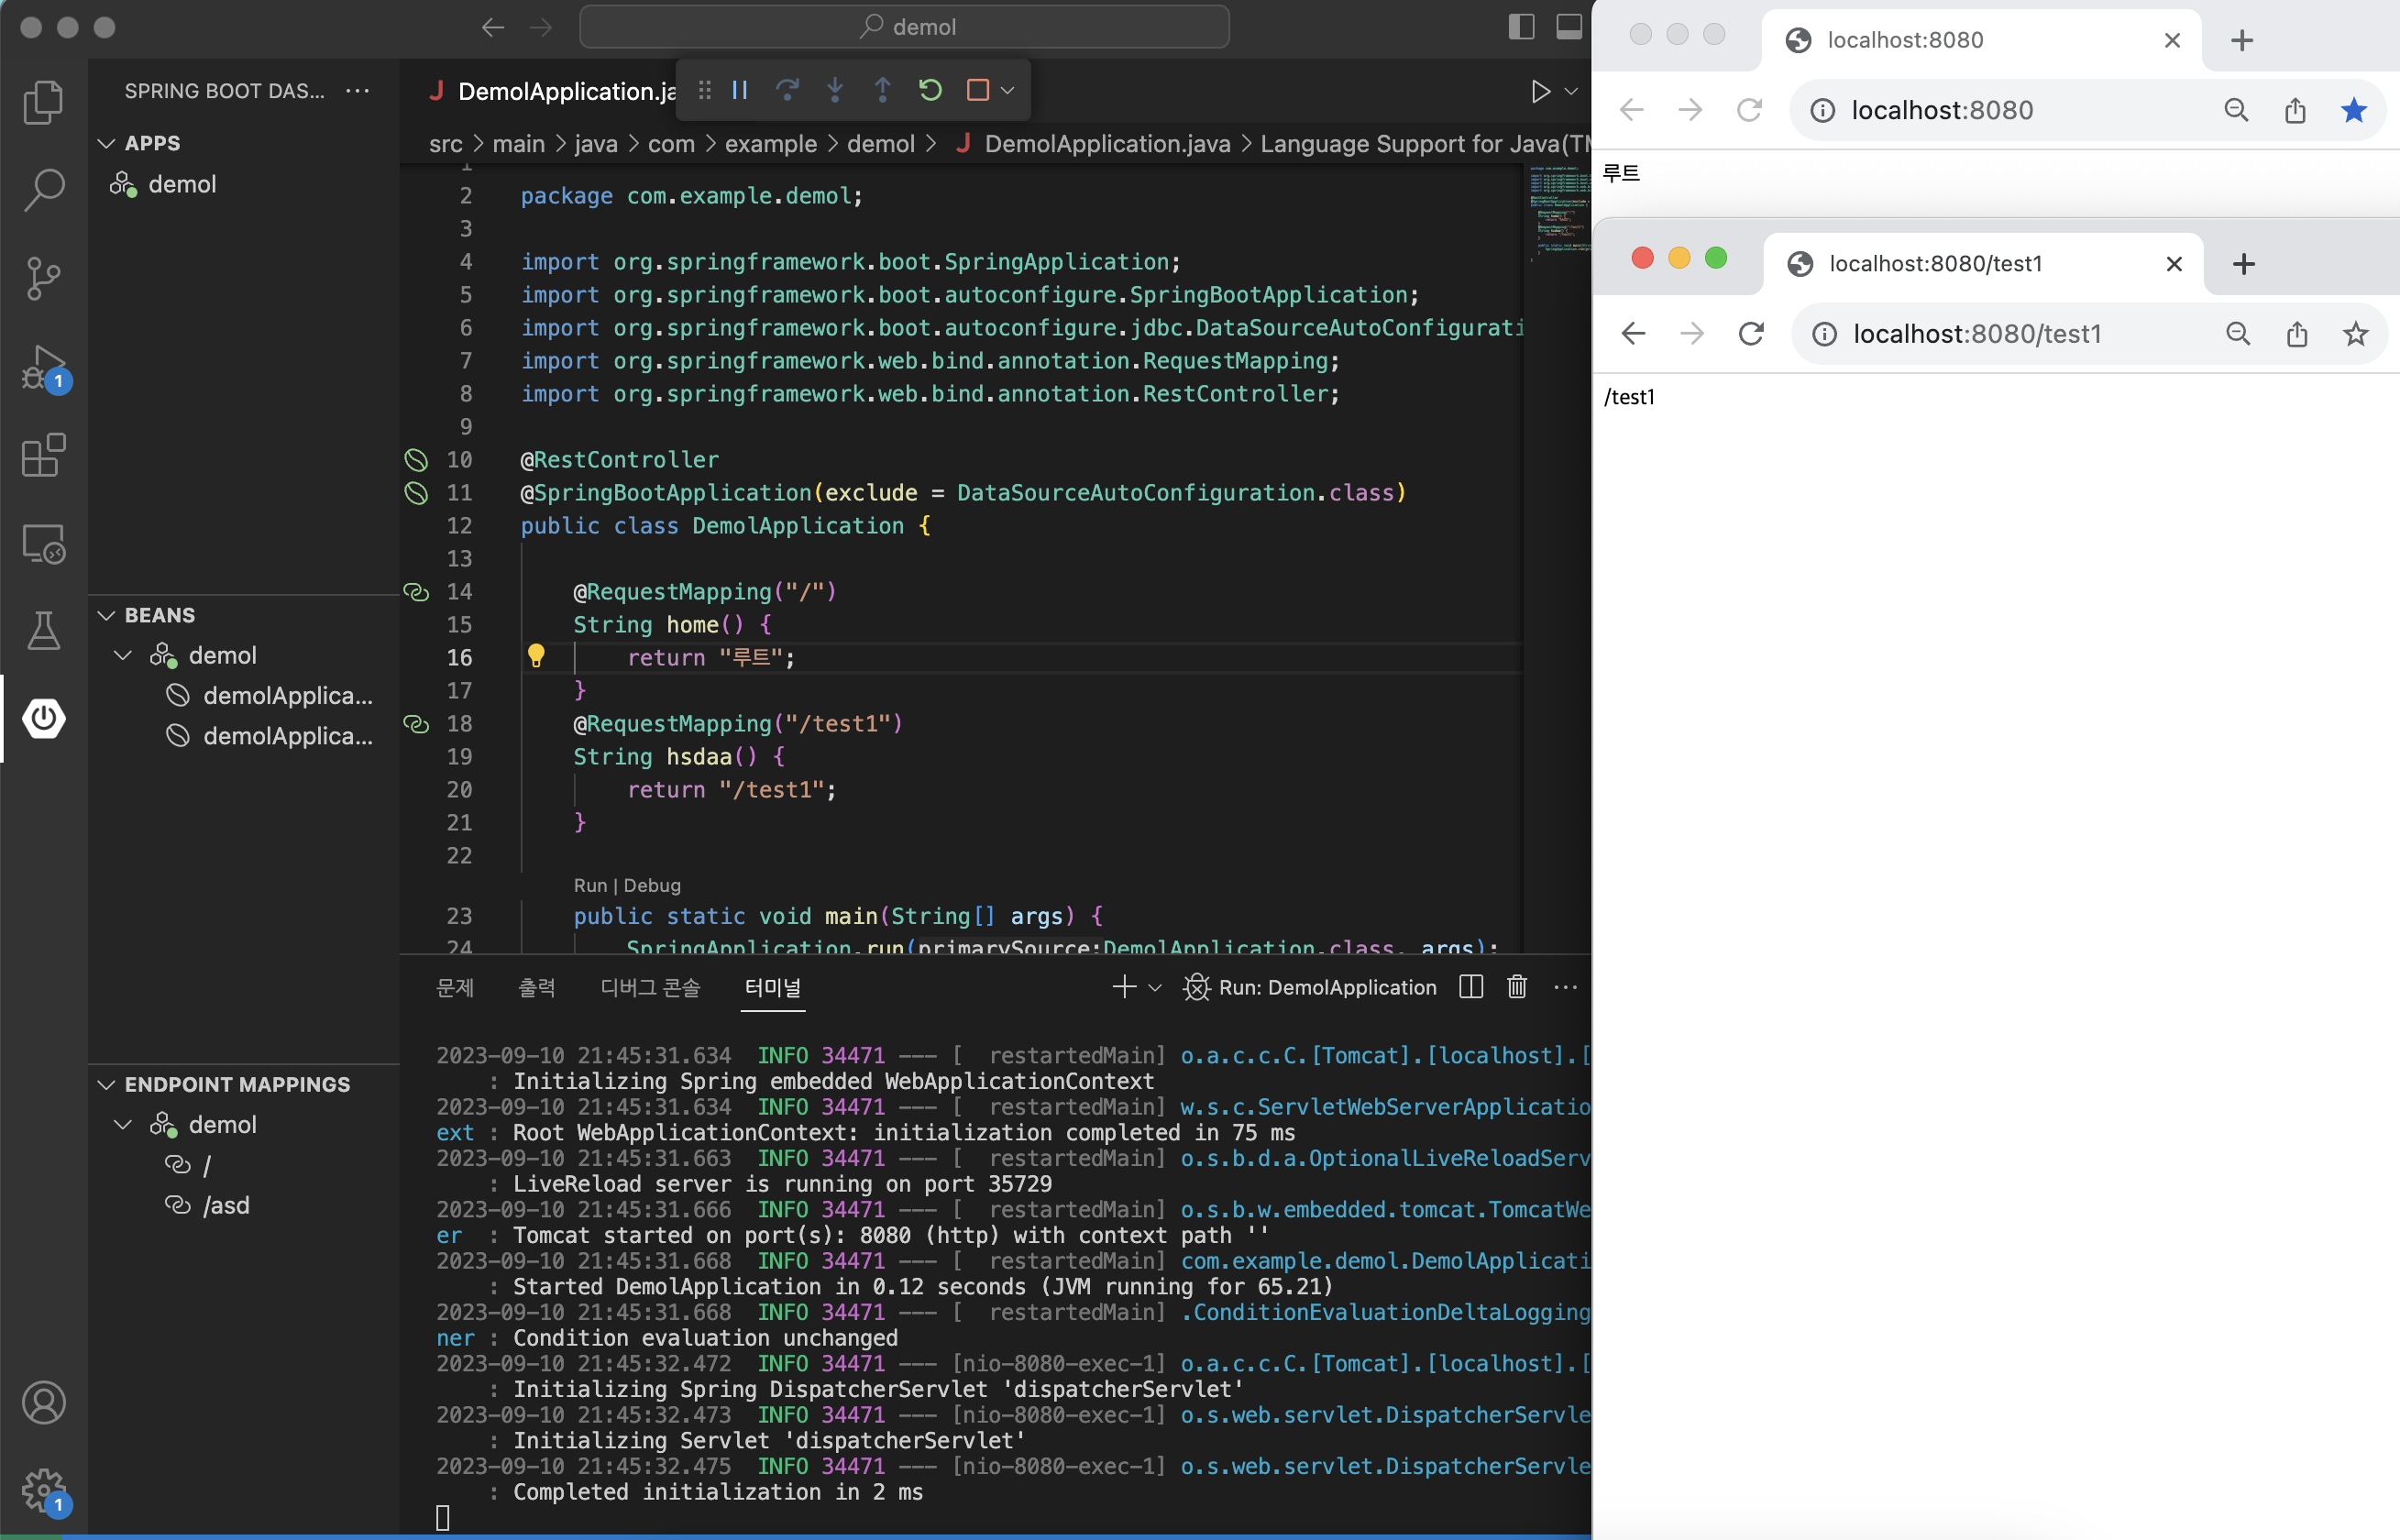 demol
SPRING BOOT DAS... ···
APPS
demol
BEANS
demol
demolApplica...
demolApplica...
ENDPOINT MAPPINGS
demol
/
/asd
1
1
DemolApplication.ja
src > main > java > com > example > demol > DemolApplication.java > Language Support for Java(TM
1
2 package com.example.demol;
3
4 import org.springframework.boot.SpringApplication;
5 import org.springframework.boot.autoconfigure.SpringBootApplication;
6 import org.springframework.boot.autoconfigure.jdbc.DataSourceAutoConfigurati
7 import org.springframework.web.bind.annotation.RequestMapping;
8 import org.springframework.web.bind.annotation.RestController;
9
10 @RestController
11 @SpringBootApplication(exclude = DataSourceAutoConfiguration.class)
12 public class DemolApplication {
13
14 @RequestMapping("/")
15 String home() {
16 return "루트";
17 }
18 @RequestMapping("/test1")
19 String hsdaa() {
20 return "/test1";
21 }
22
Run | Debug
23 public static void main(String[] args) {
24 SpringApplication.run(primarySource:DemolApplication.class, args);
문제 출력 디버그 콘솔 터미널 Run: DemolApplication ···
2023-09-10 21:45:31.634 INFO 34471 --- [ restartedMain] o.a.c.c.C.[Tomcat].[localhost].[
: Initializing Spring embedded WebApplicationContext
2023-09-10 21:45:31.634 INFO 34471 --- [ restartedMain] w.s.c.ServletWebServerApplicatio
ext : Root WebApplicationContext: initialization completed in 75 ms
2023-09-10 21:45:31.663 INFO 34471 --- [ restartedMain] o.s.b.d.a.OptionalLiveReloadServ
: LiveReload server is running on port 35729
2023-09-10 21:45:31.666 INFO 34471 --- [ restartedMain] o.s.b.w.embedded.tomcat.TomcatWe
er : Tomcat started on port(s): 8080 (http) with context path ''
2023-09-10 21:45:31.668 INFO 34471 --- [ restartedMain] com.example.demol.DemolApplicati
: Started DemolApplication in 0.12 seconds (JVM running for 65.21)
2023-09-10 21:45:31.668 INFO 34471 --- [ restartedMain] .ConditionEvaluationDeltaLogging
ner : Condition evaluation unchanged
2023-09-10 21:45:32.472 INFO 34471 --- [nio-8080-exec-1] o.a.c.c.C.[Tomcat].[localhost].[
: Initializing Spring DispatcherServlet 'dispatcherServlet'
2023-09-10 21:45:32.473 INFO 34471 --- [nio-8080-exec-1] o.s.web.servlet.DispatcherServle
: Initializing Servlet 'dispatcherServlet'
2023-09-10 21:45:32.475 INFO 34471 --- [nio-8080-exec-1] o.s.web.servlet.DispatcherServle
: Completed initialization in 2 ms
localhost:8080
localhost:8080
루트
localhost:8080/test1
localhost:8080/test1
/test1